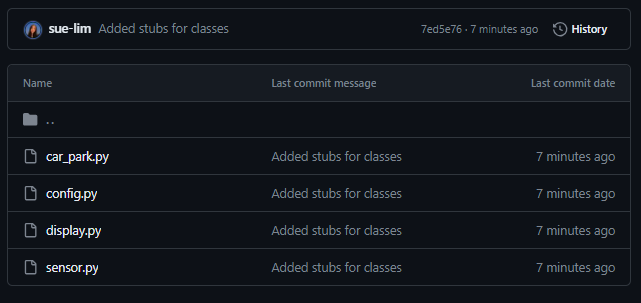 sue-lim Added stubs for classes 7ed5e76 · 7 minutes ago History
Name Last commit message Last commit date
..
car_park.py Added stubs for classes 7 minutes ago
config.py Added stubs for classes 7 minutes ago
display.py Added stubs for classes 7 minutes ago
sensor.py Added stubs for classes 7 minutes ago